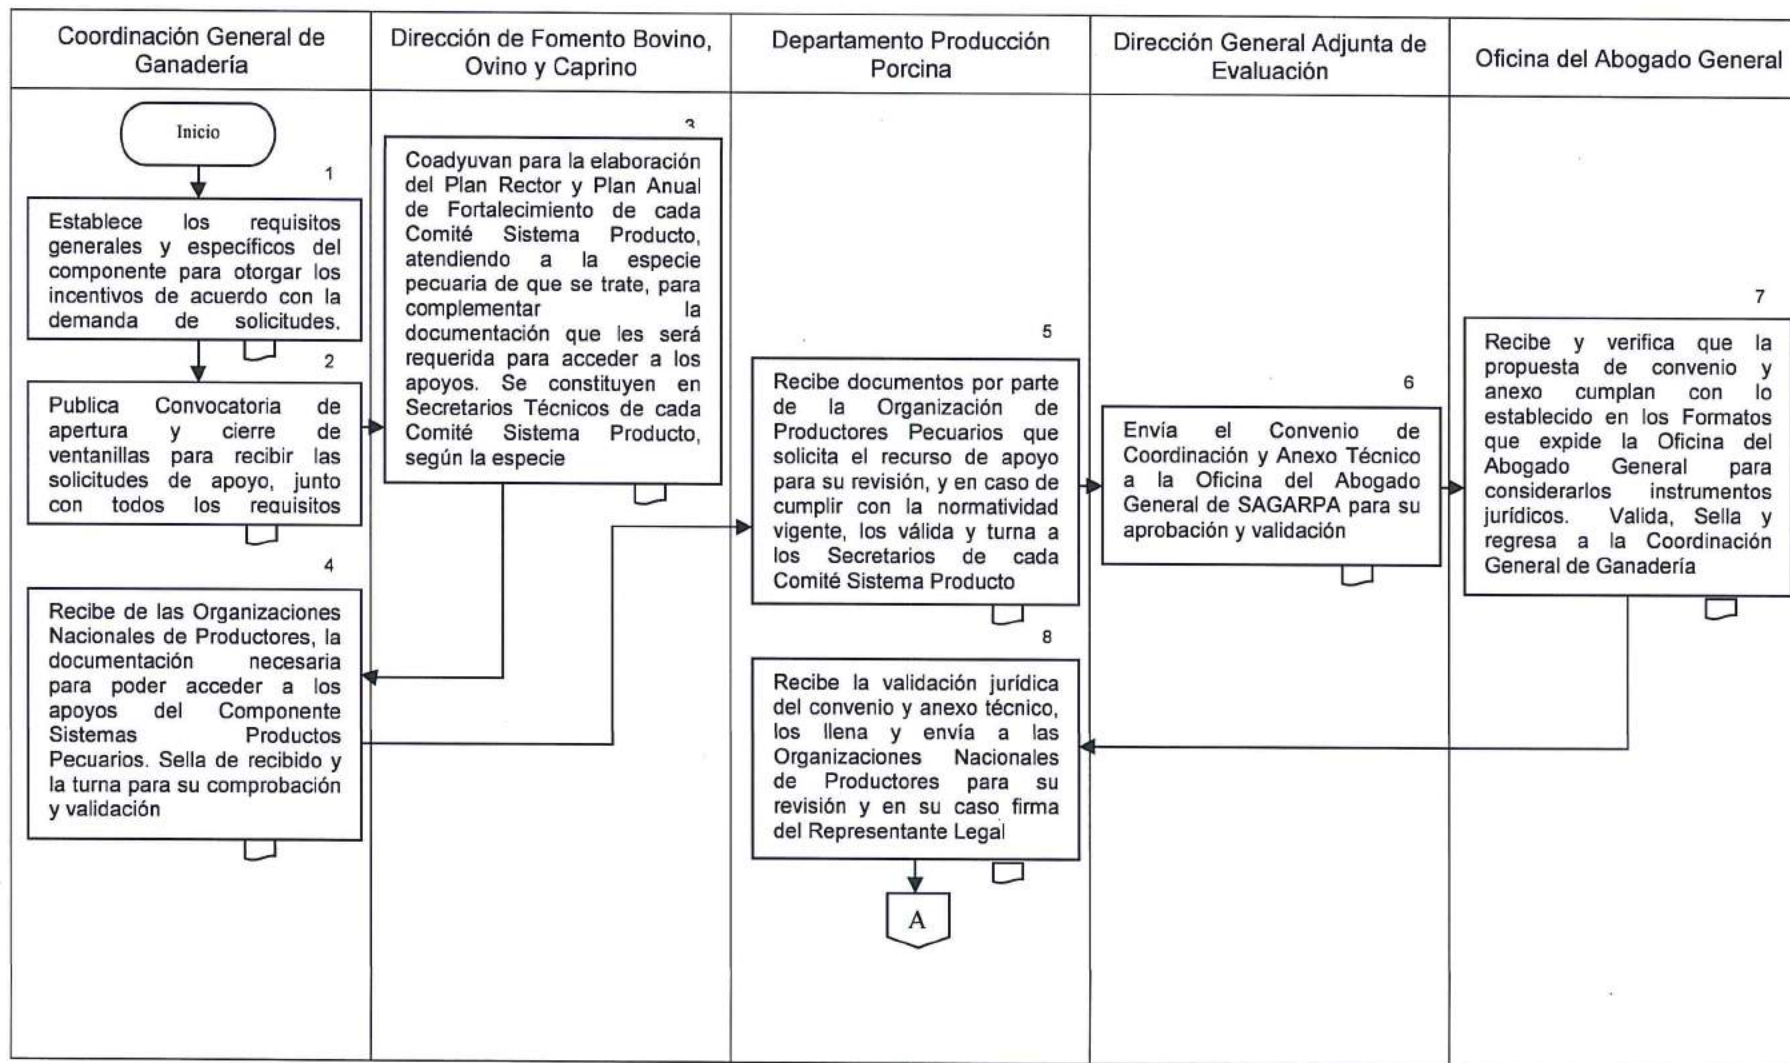 Coordinación General de
Ganadería
Dirección de Fomento Bovino,
Ovino y Caprino
Departamento Producción
Porcina
Dirección General Adjunta de
Evaluación
Oficina del Abogado General
Inicio
1
Establece los requisitos
generales y específicos del
componente para otorgar los
incentivos de acuerdo con la
demanda de solicitudes.
2
Publica Convocatoria de
apertura y cierre de
ventanillas para recibir las
solicitudes de apoyo, junto
con todos los requisitos
3
Coadyuvan para la elaboración
del Plan Rector y Plan Anual
de Fortalecimiento de cada
Comité Sistema Producto,
atendiendo a la especie
pecuaria de que se trate, para
complementar la
documentación que les será
requerida para acceder a los
apoyos. Se constituyen en
Secretarios Técnicos de cada
Comité Sistema Producto,
según la especie
4
Recibe de las Organizaciones
Nacionales de Productores, la
documentación necesaria
para poder acceder a los
apoyos del Componente
Sistemas Productos
Pecuarios. Sella de recibido y
la turna para su comprobación
y validación
5
Recibe documentos por parte
de la Organización de
Productores Pecuarios que
solicita el recurso de apoyo
para su revisión, y en caso de
cumplir con la normatividad
vigente, los válida y turna a
los Secretarios de cada
Comité Sistema Producto
6
Envía el Convenio de
Coordinación y Anexo Técnico
a la Oficina del Abogado
General de SAGARPA para su
aprobación y validación
7
Recibe y verifica que la
propuesta de convenio y
anexo cumplan con lo
establecido en los Formatos
que expide la Oficina del
Abogado General para
considerarlos instrumentos
jurídicos. Valida, Sella y
regresa a la Coordinación
General de Ganadería
8
Recibe la validación jurídica
del convenio y anexo técnico,
los llena y envía a las
Organizaciones Nacionales
de Productores para su
revisión y en su caso firma
del Representante Legal
A